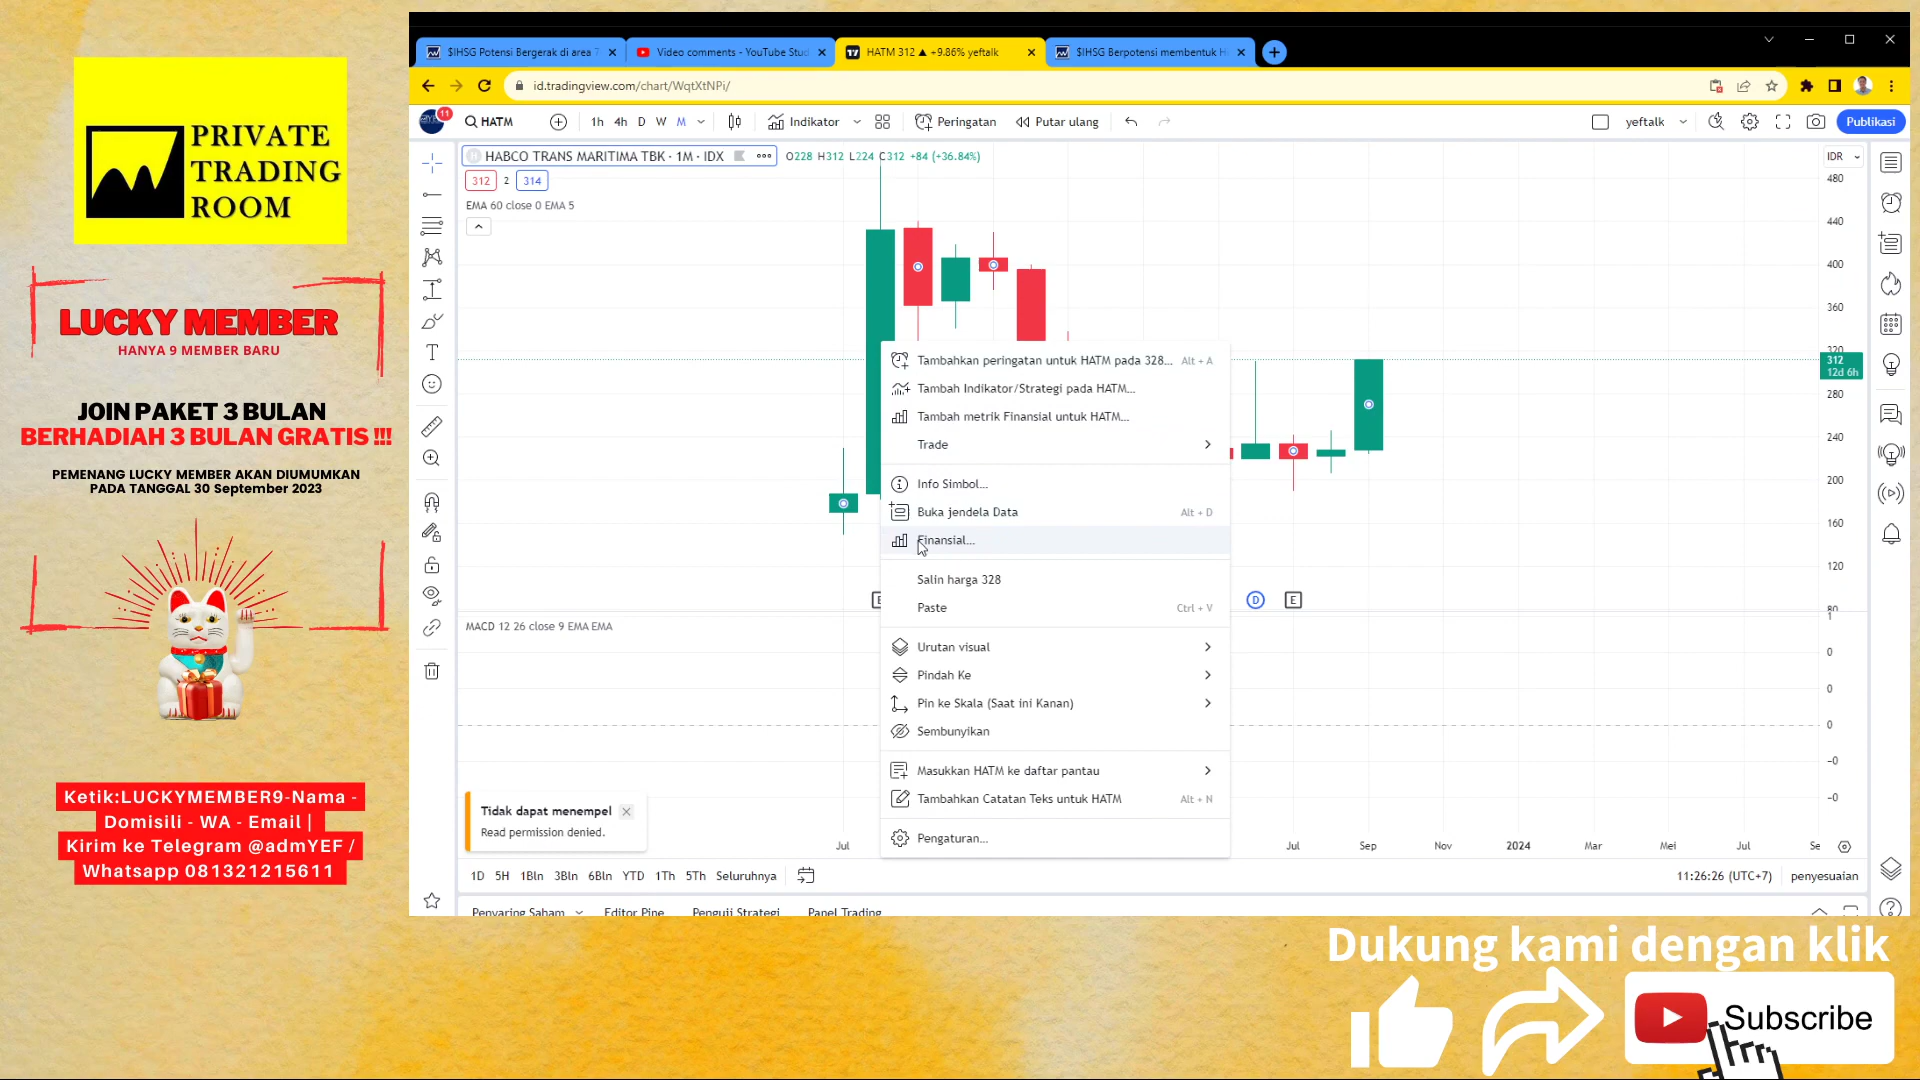 PRIVATE
TRADING
ROOM
LUCKY MEMBER
HANYA 9 MEMBER BARU
JOIN PAKET 3 BULAN
BERHADIAH 3 BULAN GRATIS !!!
PEMENANG LUCKY MEMBER AKAN DIUMUMKAN
PADA TANGGAL 30 September 2023
Ketik:LUCKYMEMBER9-Nama -
Domisili - WA - Email |
Kirim ke Telegram @admYEF /
Whatsapp 081321215611
$IHSG Potensi Bergerak di area 7
Video comments - YouTube Stud
HATM 312 ▲ +9.86% yeftalk
$IHSG Berpotensi membentuk H
id.tradingview.com/chart/WqtXtNPi/
11
HATM
1h 4h D W M
Indikator
Peringatan
Putar ulang
yeftalk
Publikasi
HABCO TRANS MARITIMA TBK · 1M · IDX
O228 H312 L224 C312 +84 (+36.84%)
312 2 314
EMA 60 close 0 EMA 5
IDR
480
440
400
360
320
312
12d 6h
280
240
200
160
120
80
Tambahkan peringatan untuk HATM pada 328... Alt + A
Tambah Indikator/Strategi pada HATM...
Tambah metrik Finansial untuk HATM...
Trade
Info Simbol...
Buka jendela Data Alt + D
Finansial...
Salin harga 328
Paste Ctrl + V
Urutan visual
Pindah Ke
Pin ke Skala (Saat ini Kanan)
Sembunyikan
Masukkan HATM ke daftar pantau
Tambahkan Catatan Teks untuk HATM Alt + N
Pengaturan...
E D E
MACD 12 26 close 9 EMA EMA
1
0
0
0
-0
-0
Tidak dapat menempel
Read permission denied.
Jul Jul Sep Nov 2024 Mar Mei Jul Se
1D 5H 1Bln 3Bln 6Bln YTD 1Th 5Th Seluruhnya
11:26:26 (UTC+7) penyesuaian
Penyaring Saham Editor Pine Penguji Strategi Panel Trading
Dukung kami dengan klik
Subscribe